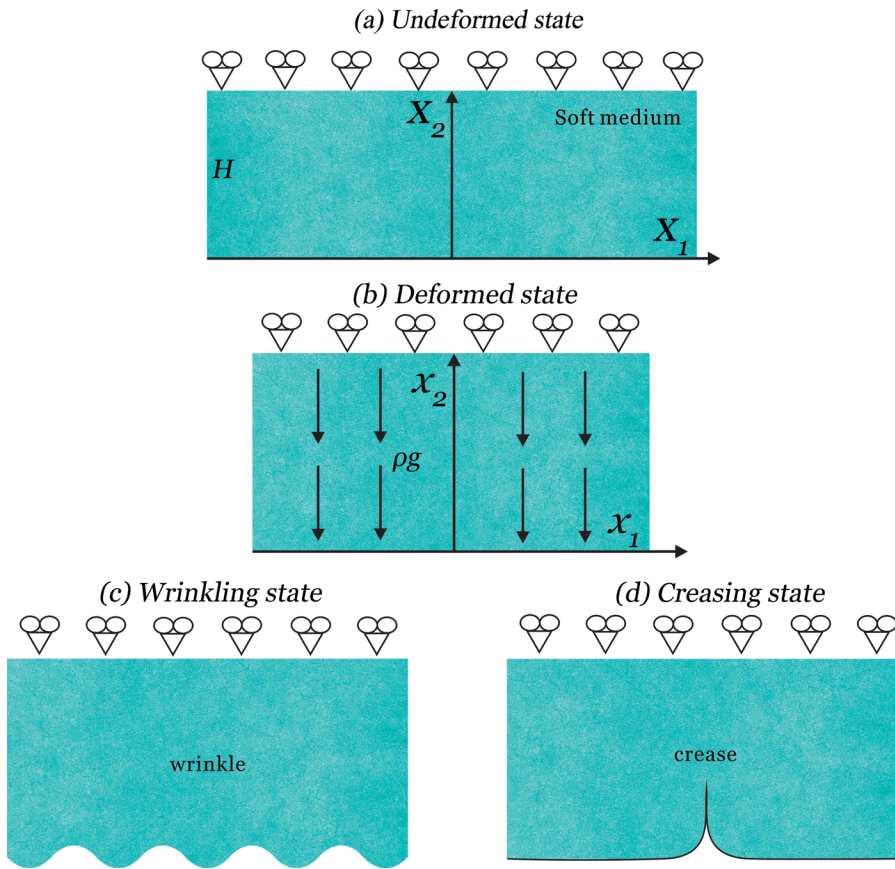 (a) Undeformed state
X₂
Soft medium
H
X₁
(b) Deformed state
x₂
ρg
x₁
(c) Wrinkling state
(d) Creasing state
wrinkle
crease